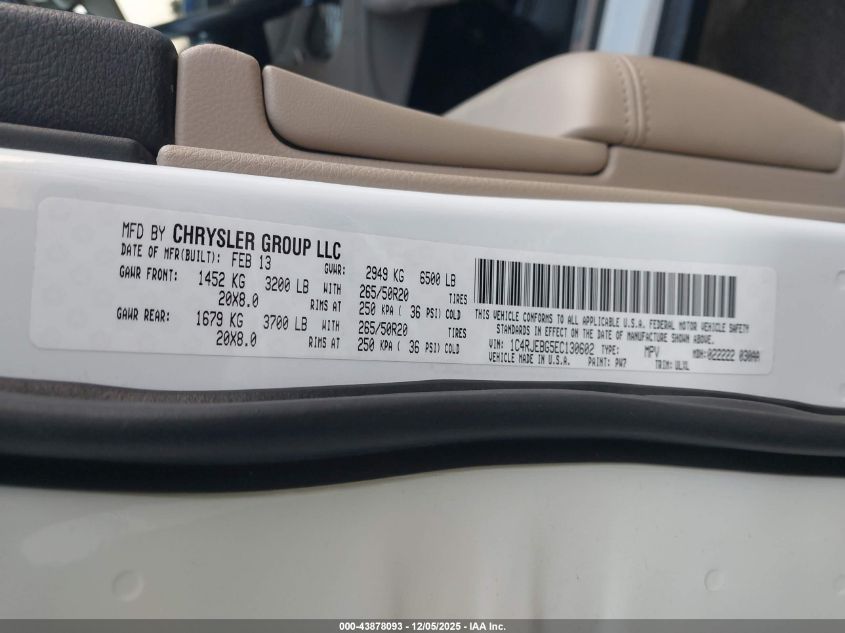 MFD BY CHRYSLER GROUP LLC
DATE OF MFR(BUILT): FEB 13 GVWR: 2949 KG 6500 LB
GAWR FRONT: 1452 KG 3200 LB WITH 265/50R20 TIRES
20X8.0 RIMS AT 250 KPA ( 36 PSI) COLD
GAWR REAR: 1679 KG 3700 LB WITH 265/50R20 TIRES
20X8.0 RIMS AT 250 KPA ( 36 PSI) COLD
THIS VEHICLE CONFORMS TO ALL APPLICABLE U.S.A. FEDERAL MOTOR VEHICLE SAFETY
STANDARDS IN EFFECT ON THE DATE OF MANUFACTURE SHOWN ABOVE.
VIN: 1C4RJEBG5EC130602 TYPE: MPV MDH: 022222 030AA
VEHICLE MADE IN U.S.A. PAINT: PW7 TRIM: ULXL
000-43878093 - 12/05/2025 - IAA Inc.